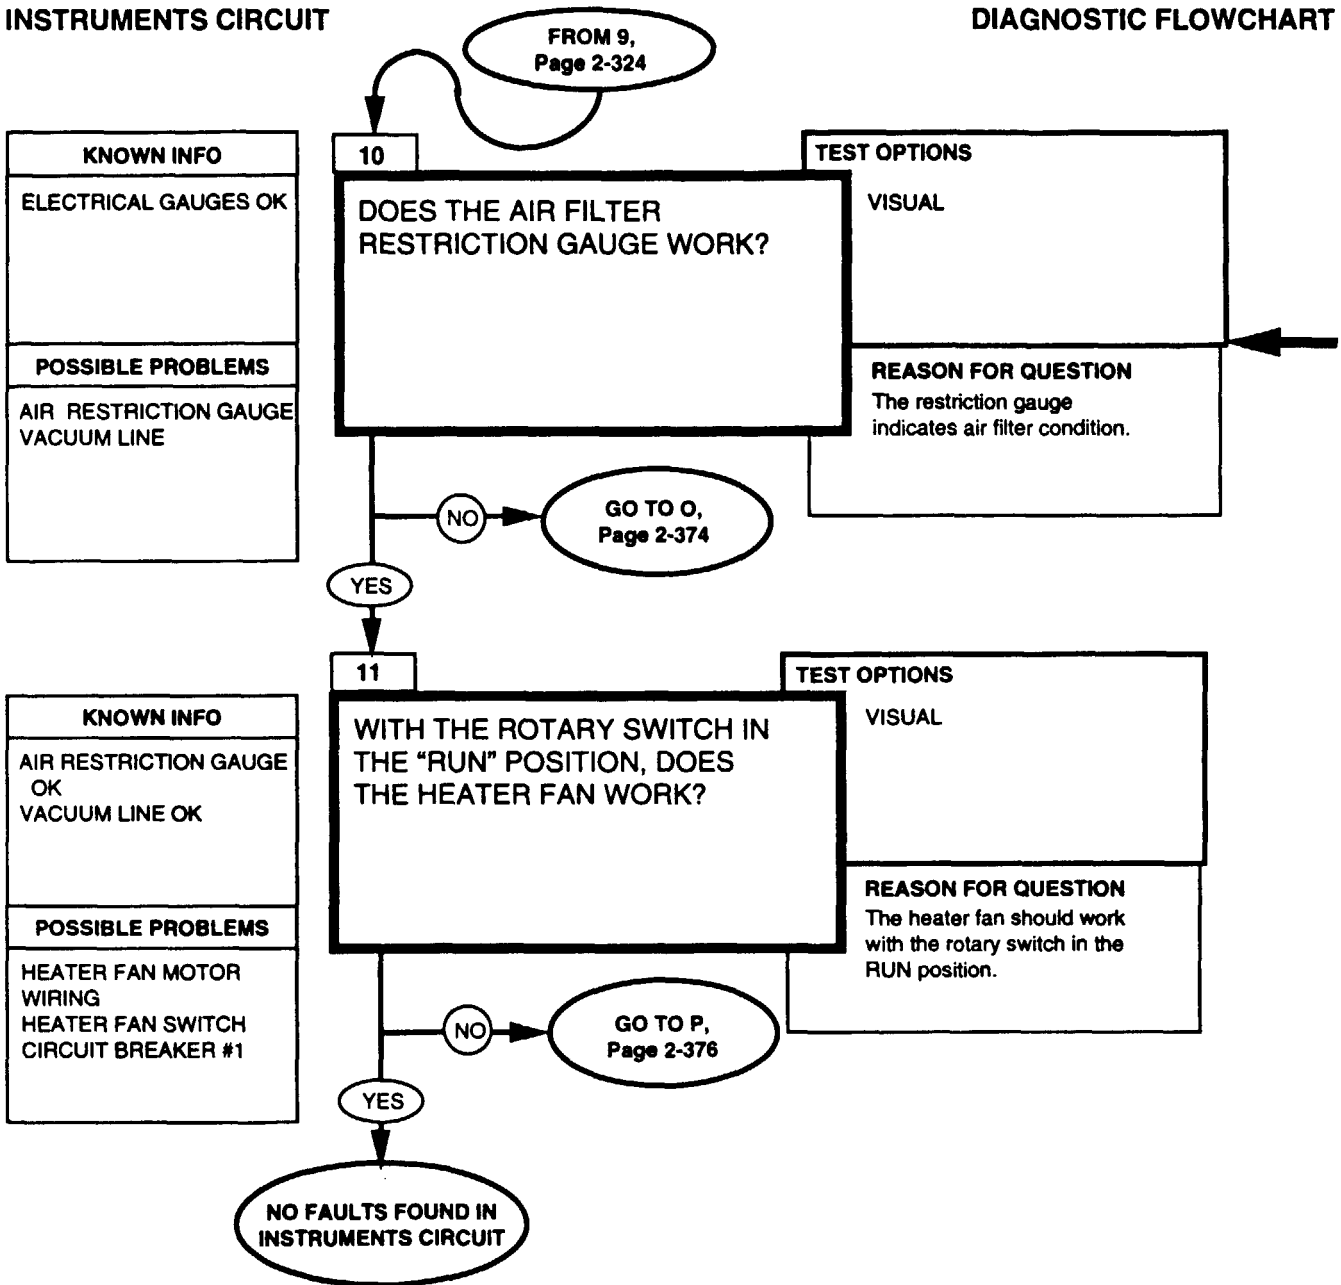 INSTRUMENTS CIRCUIT
DIAGNOSTIC FLOWCHART
FROM 9,
Page 2-324
KNOWN INFO
ELECTRICAL GAUGES OK
POSSIBLE PROBLEMS
AIR RESTRICTION GAUGE
VACUUM LINE
10
DOES THE AIR FILTER
RESTRICTION GAUGE WORK?
TEST OPTIONS
VISUAL
REASON FOR QUESTION
The restriction gauge
indicates air filter condition.
NO
GO TO O,
Page 2-374
YES
KNOWN INFO
AIR RESTRICTION GAUGE
OK
VACUUM LINE OK
POSSIBLE PROBLEMS
HEATER FAN MOTOR
WIRING
HEATER FAN SWITCH
CIRCUIT BREAKER #1
11
WITH THE ROTARY SWITCH IN
THE “RUN” POSITION, DOES
THE HEATER FAN WORK?
TEST OPTIONS
VISUAL
REASON FOR QUESTION
The heater fan should work
with the rotary switch in the
RUN position.
NO
GO TO P,
Page 2-376
YES
NO FAULTS FOUND IN
INSTRUMENTS CIRCUIT